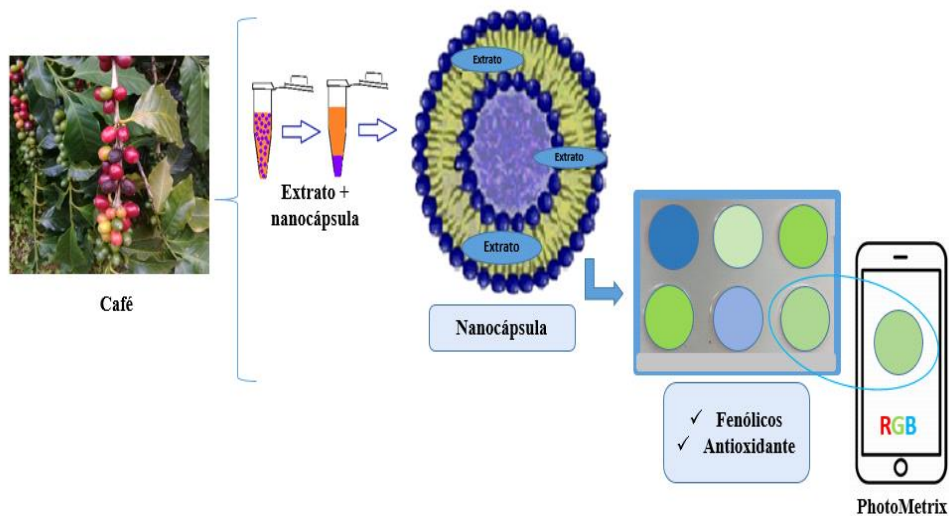 Café
Extrato +
nanocápsula
Extrato
Extrato
Extrato
Nanocápsula
✓ Fenólicos
✓ Antioxidante
RGB
PhotoMetrix